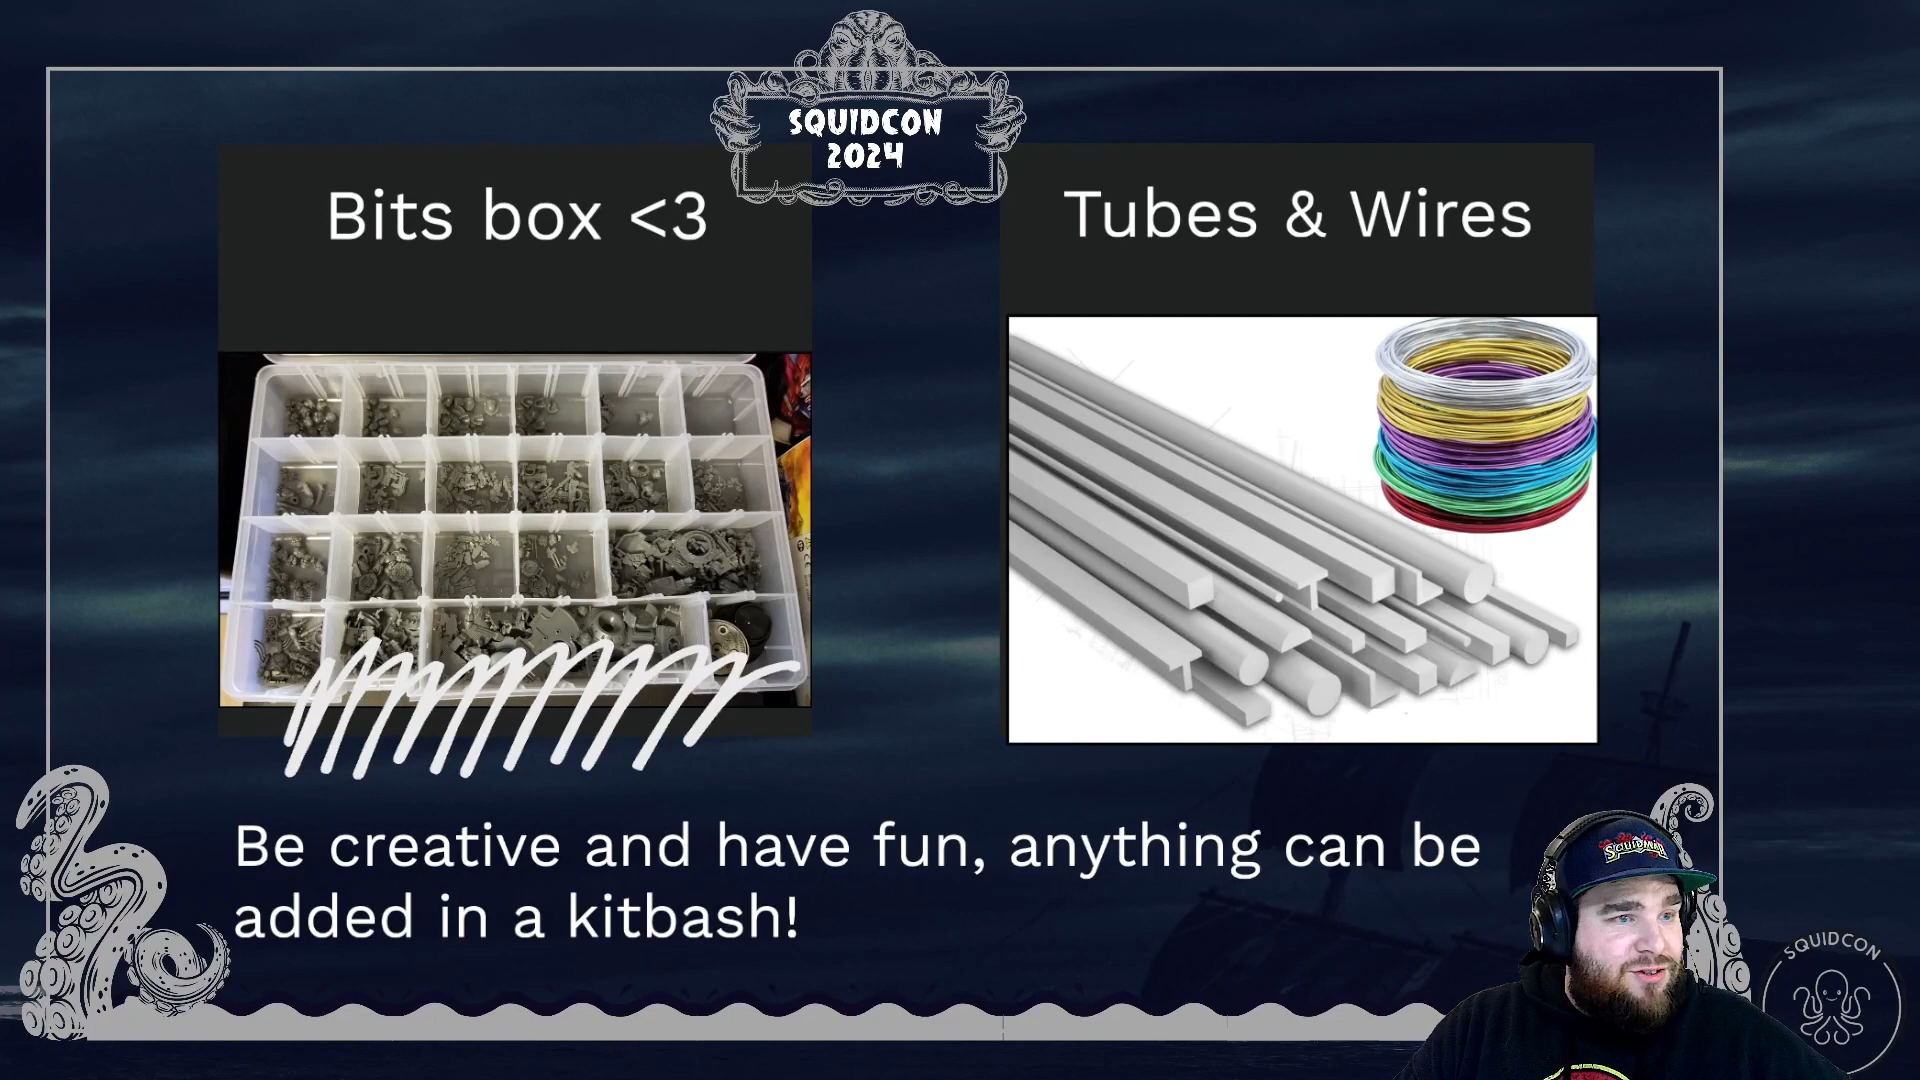 SQUIDCON
2024
Bits box <3
Tubes & Wires
Be creative and have fun, anything can be
added in a kitbash!
SQUIDMAR
SQUIDCON